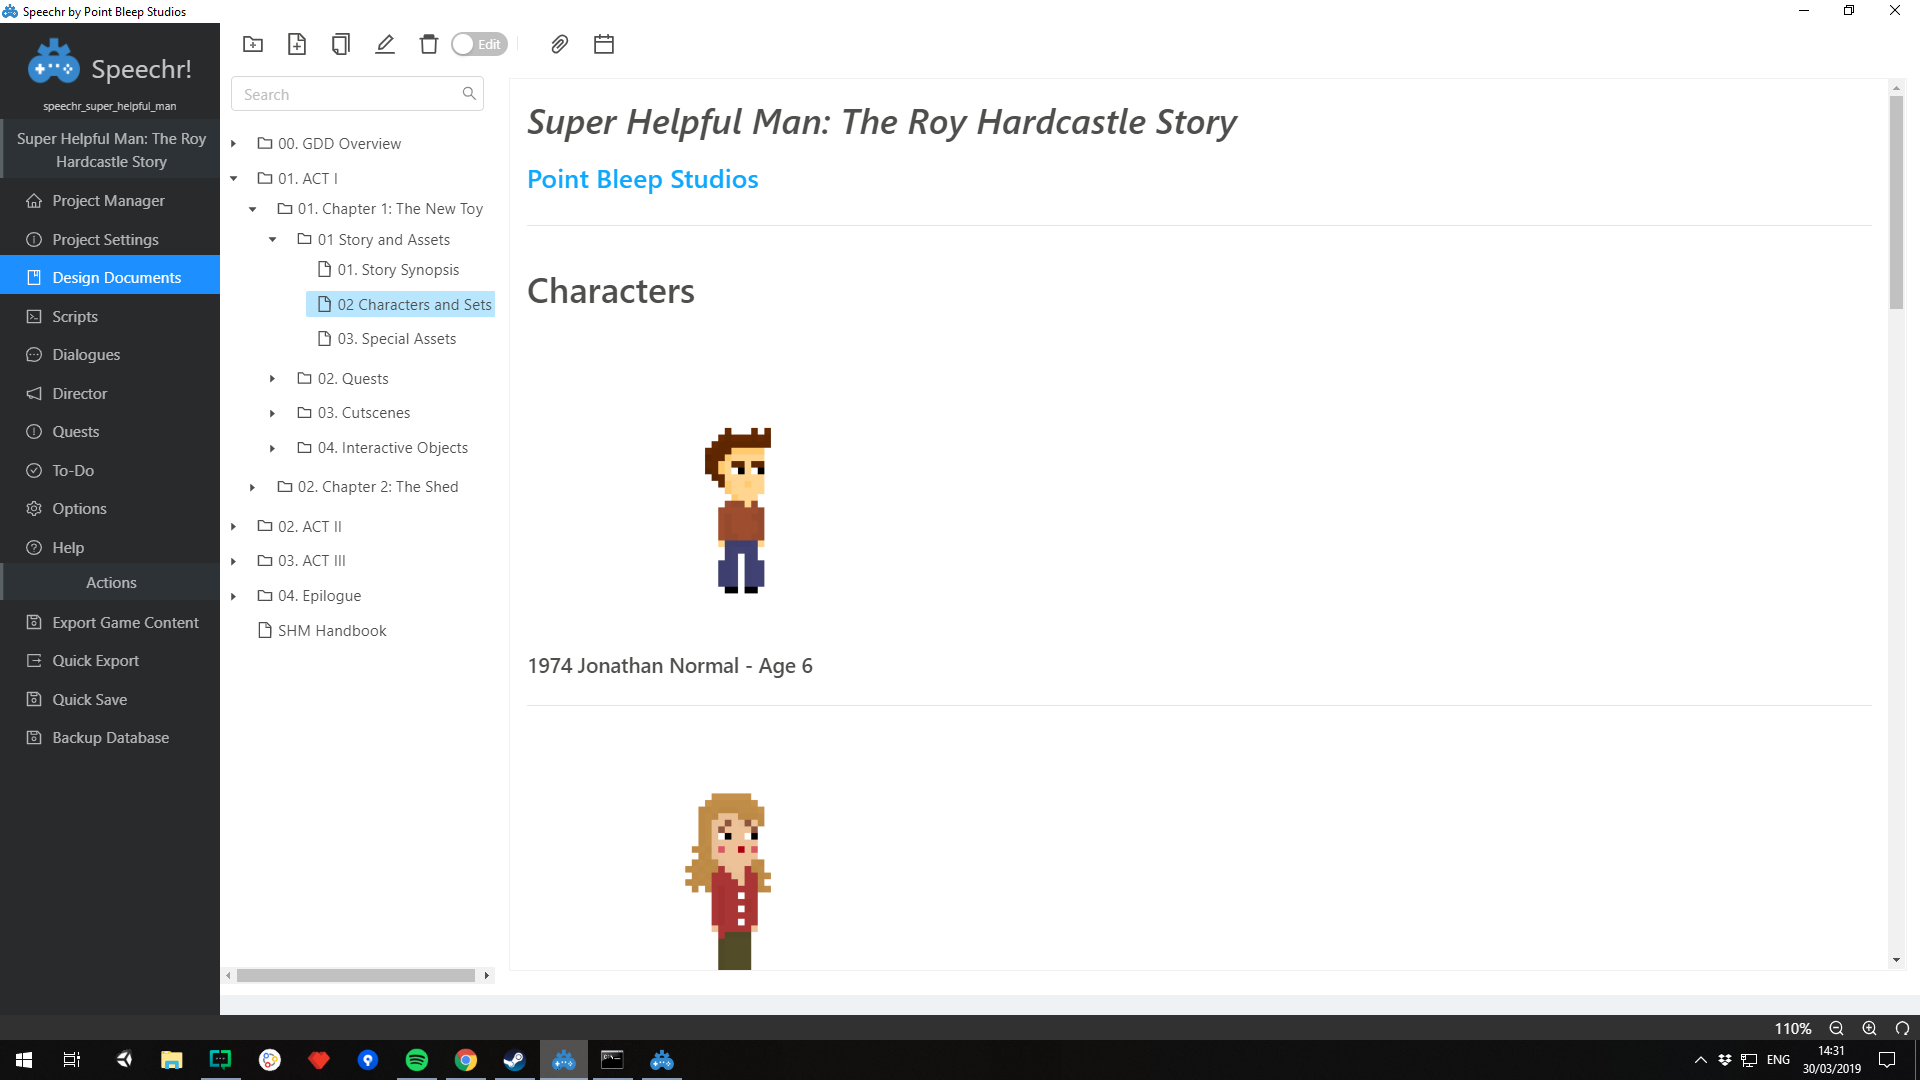 Speechr by Point Bleep Studios
Speechr!
speechr_super_helpful_man
Super Helpful Man: The Roy
Hardcastle Story
Project Manager
Project Settings
Design Documents
Scripts
Dialogues
Director
Quests
To-Do
Options
Help
Actions
Export Game Content
Quick Export
Quick Save
Backup Database
Edit
Search
00. GDD Overview
01. ACT I
01. Chapter 1: The New Toy
01 Story and Assets
01. Story Synopsis
02 Characters and Sets
03. Special Assets
02. Quests
03. Cutscenes
04. Interactive Objects
02. Chapter 2: The Shed
02. ACT II
03. ACT III
04. Epilogue
SHM Handbook
Super Helpful Man: The Roy Hardcastle Story
Point Bleep Studios
Characters
1974 Jonathan Normal - Age 6
110%
ENG
14:31
30/03/2019